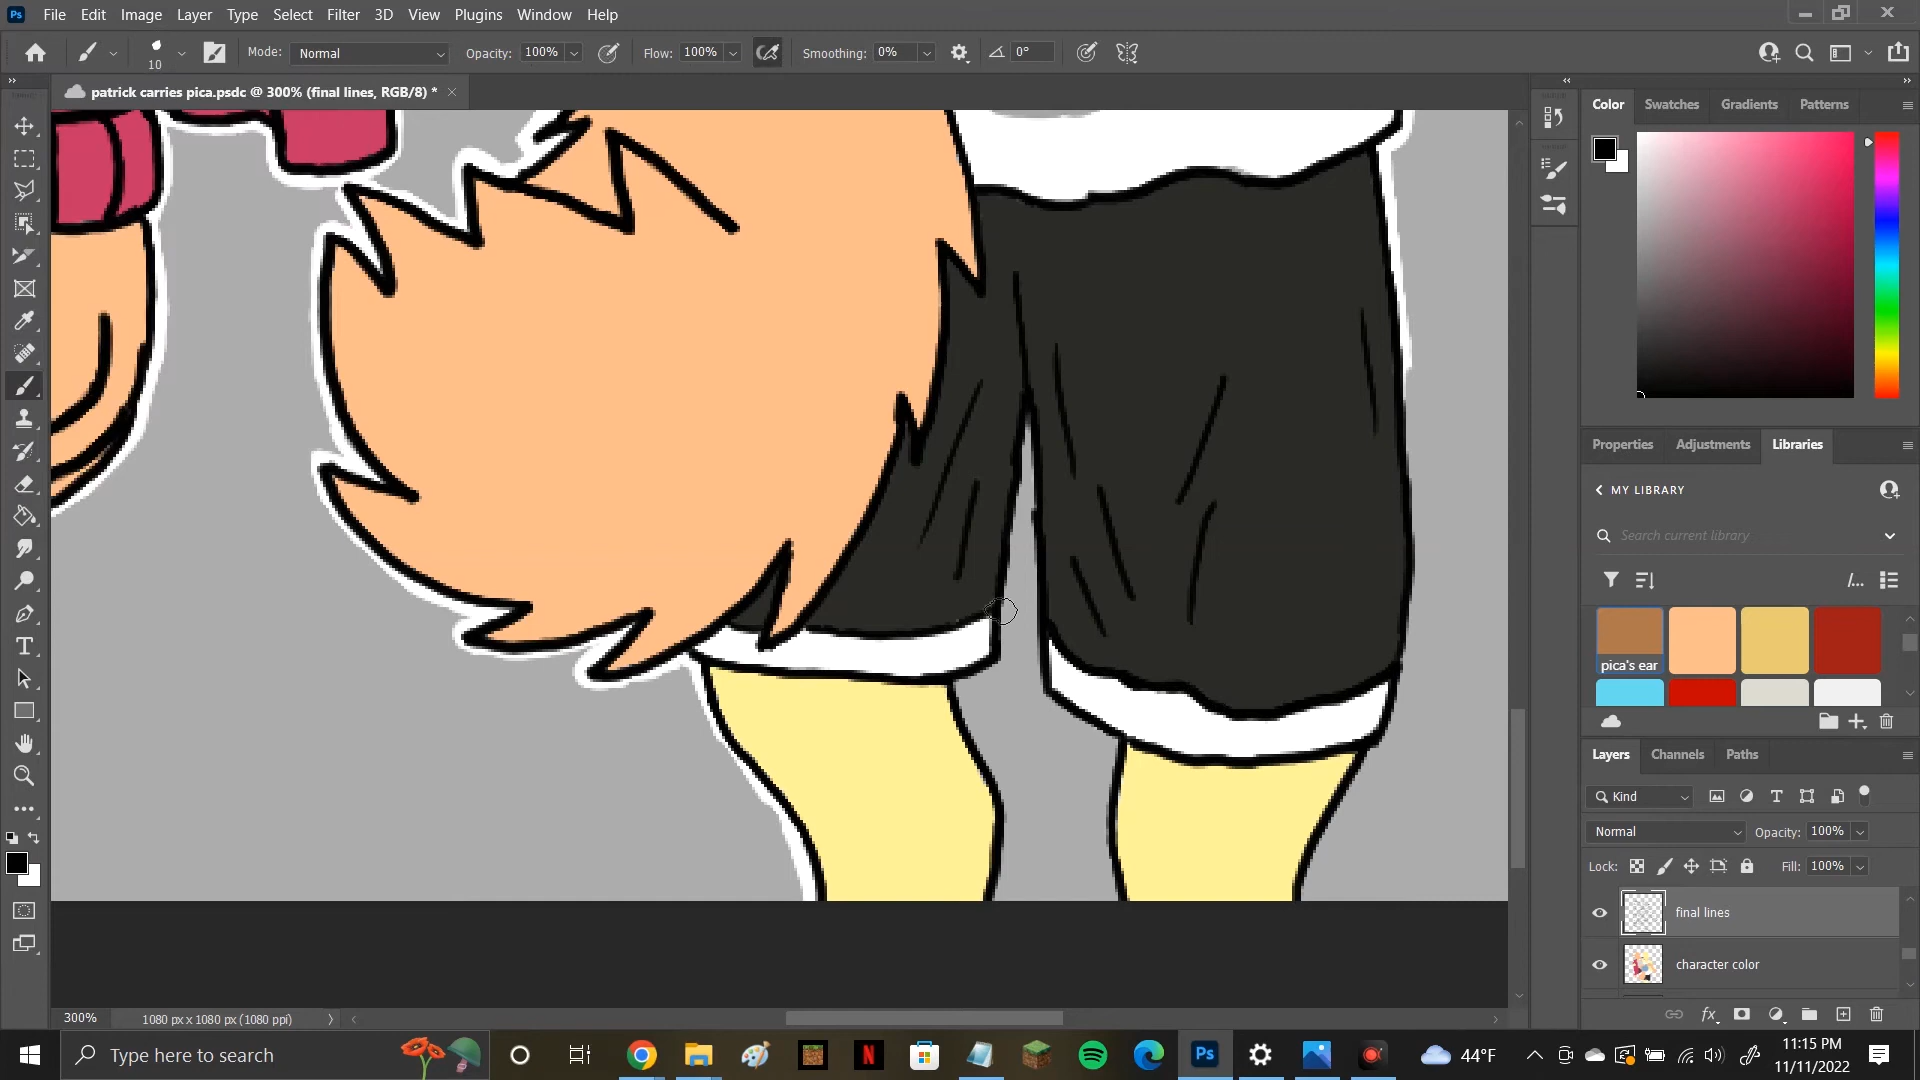 Ps File Edit Image Layer Type Select Filter 3D View Plugins Window Help
10 Mode: Normal Opacity: 100% Flow: 100% Smoothing: 0% 0°
patrick carries pica.psdc @ 300% (final lines, RGB/8) *
Color Swatches Gradients Patterns
Properties Adjustments Libraries
MY LIBRARY
Search current library
/...
pica's ear
Layers Channels Paths
Kind T
Normal Opacity: 100%
Lock: Fill: 100%
final lines
character color
fx
300% 1080 px x 1080 px (1080 ppi)
Type here to search
N
Ps
44°F
11:15 PM
11/11/2022